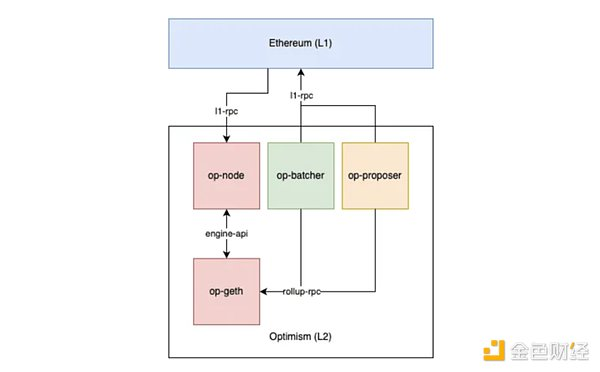 Ethereum (L1)
l1-rpc
l1-rpc
op-node
op-batcher
op-proposer
engine-api
op-geth
rollup-rpc
Optimism (L2)
金色财经